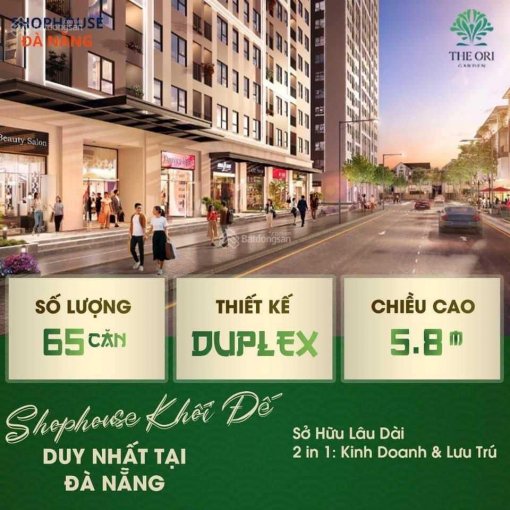 SHOPHOUSE
ĐÀ NẴNG
THE ORI
GARDEN
Beauty Salon
Batdongsan
SỐ LƯỢNG
65 CĂN
THIẾT KẾ
DUPLEX
CHIỀU CAO
5.8 M
Shophouse Khối Đế
DUY NHẤT TẠI
ĐÀ NẴNG
Sở Hữu Lâu Dài
2 in 1: Kinh Doanh & Lưu Trú